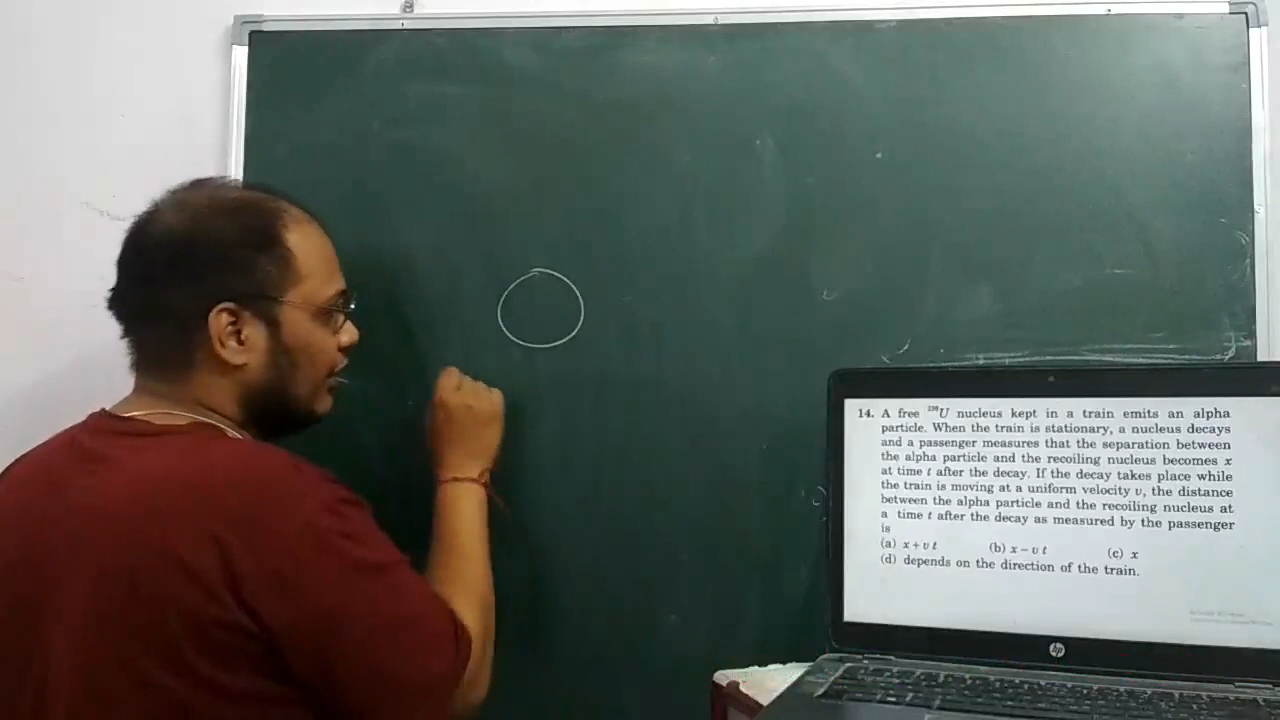 14. A free ²³⁸U nucleus kept in a train emits an alpha
particle. When the train is stationary, a nucleus decays
and a passenger measures that the separation between
the alpha particle and the recoiling nucleus becomes x
at time t after the decay. If the decay takes place while
the train is moving at a uniform velocity v, the distance
between the alpha particle and the recoiling nucleus at
a time t after the decay as measured by the passenger
is
(a) x + v t (b) x − v t (c) x
(d) depends on the direction of the train.
hp